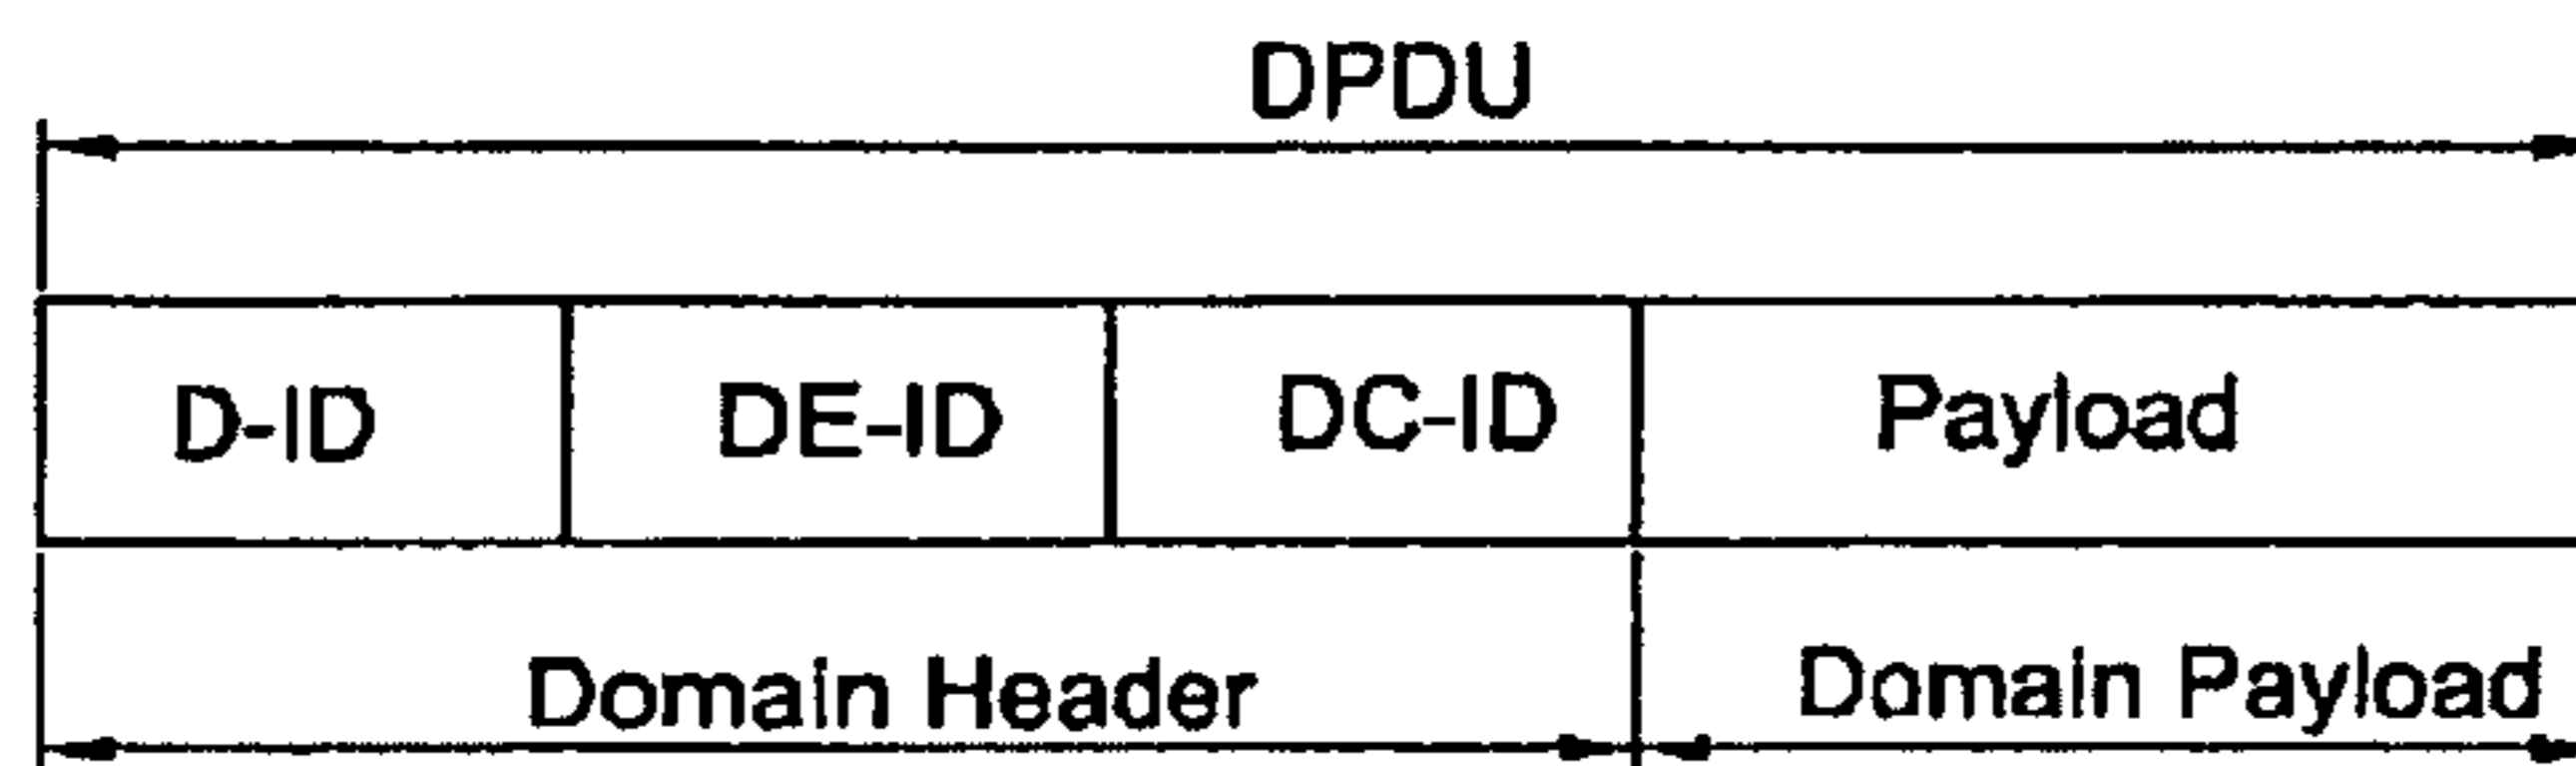 DPDU
D-ID DE-ID DC-ID Payload
Domain Header Domain Payload